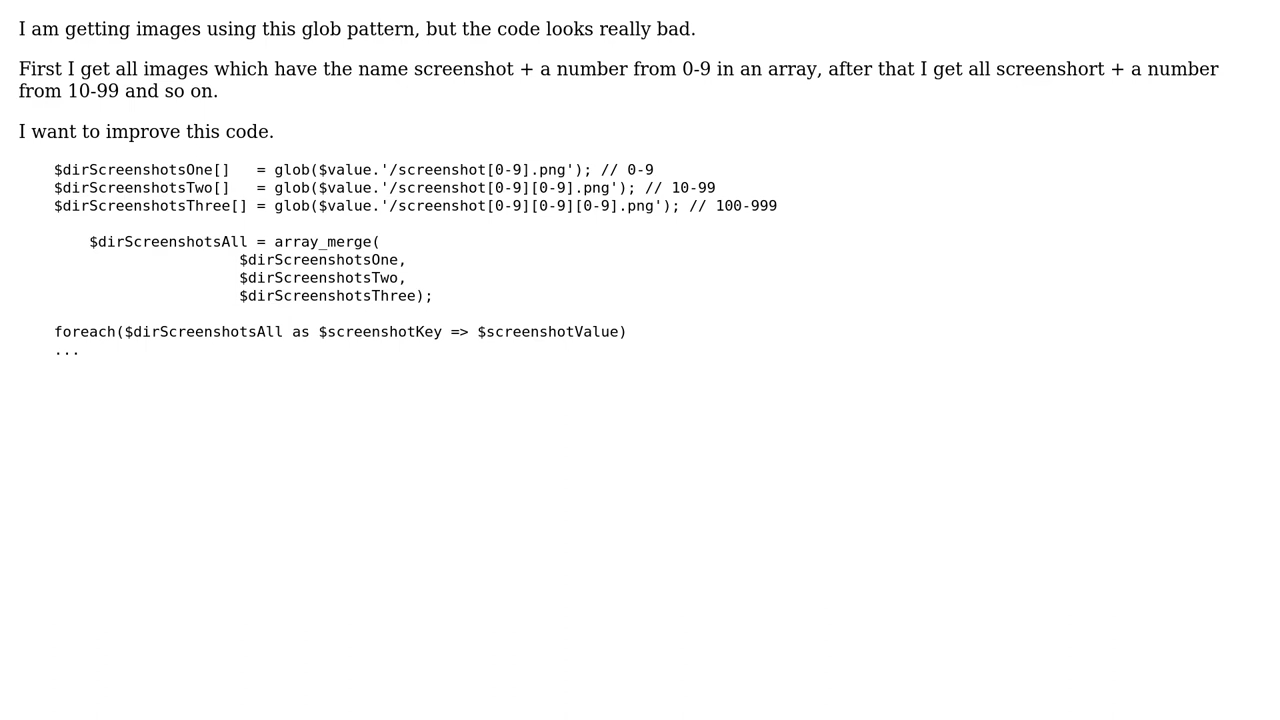 I am getting images using this glob pattern, but the code looks really bad.
First I get all images which have the name screenshot + a number from 0-9 in an array, after that I get all screenshort + a number
from 10-99 and so on.
I want to improve this code.
$dirScreenshotsOne[]   = glob($value.'/screenshot[0-9].png'); // 0-9
$dirScreenshotsTwo[]   = glob($value.'/screenshot[0-9][0-9].png'); // 10-99
$dirScreenshotsThree[] = glob($value.'/screenshot[0-9][0-9][0-9].png'); // 100-999
    $dirScreenshotsAll = array_merge(
                     $dirScreenshotsOne,
                     $dirScreenshotsTwo,
                     $dirScreenshotsThree);
foreach($dirScreenshotsAll as $screenshotKey => $screenshotValue)
...